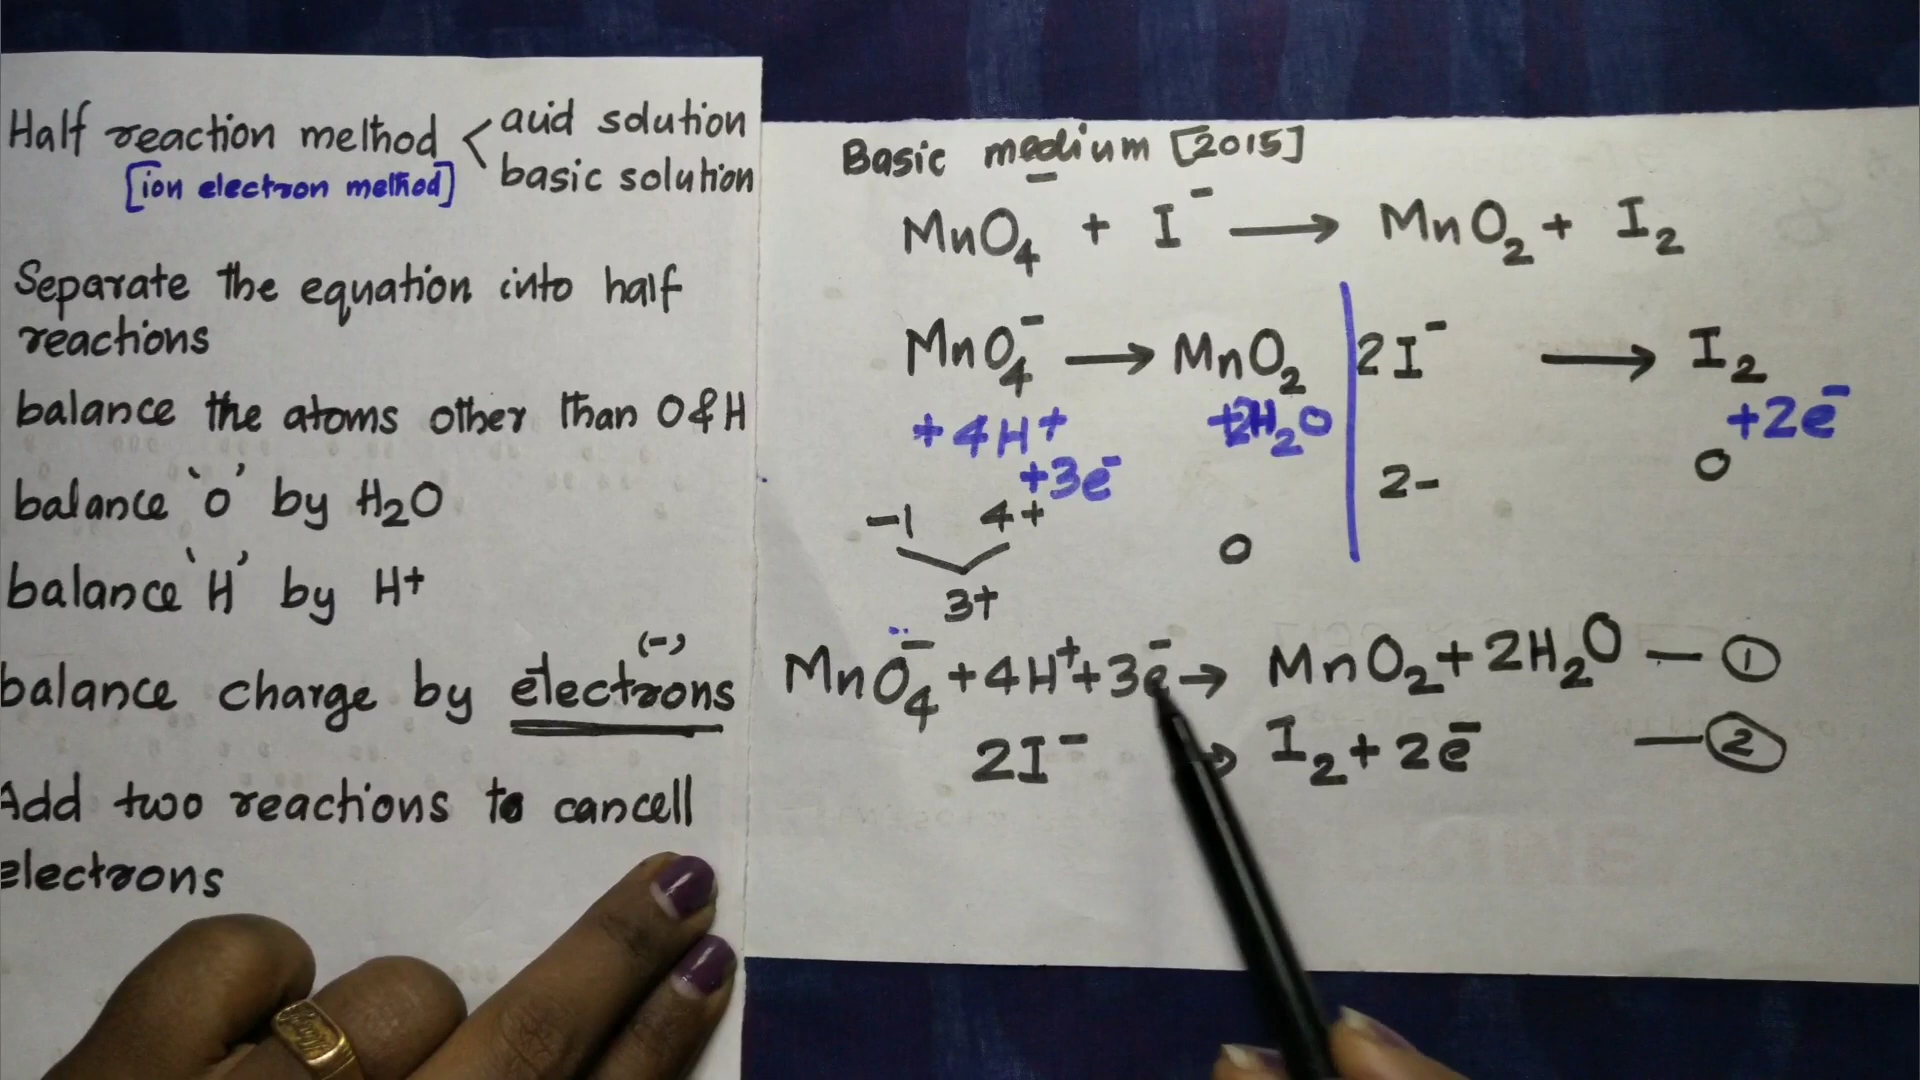 Half reaction method < acid solution
basic solution
[ion electron method]
Separate the equation into half
reactions
balance the atoms other than O & H
balance 'O' by H₂O
balance 'H' by H+
(-)
balance charge by electrons
Add two reactions to cancell
electrons
Basic medium [2015]
MnO₄⁻ + I⁻ ⟶ MnO₂ + I₂
MnO₄⁻ ⟶ MnO₂ | 2I⁻ ⟶ I₂
+4H+ +2H₂O +2e⁻
+3e⁻
2- 0
-1 4+
0
3+
MnO₄⁻ + 4H⁺ + 3e⁻ → MnO₂ + 2H₂O — ①
2I⁻ → I₂ + 2e⁻ — ②